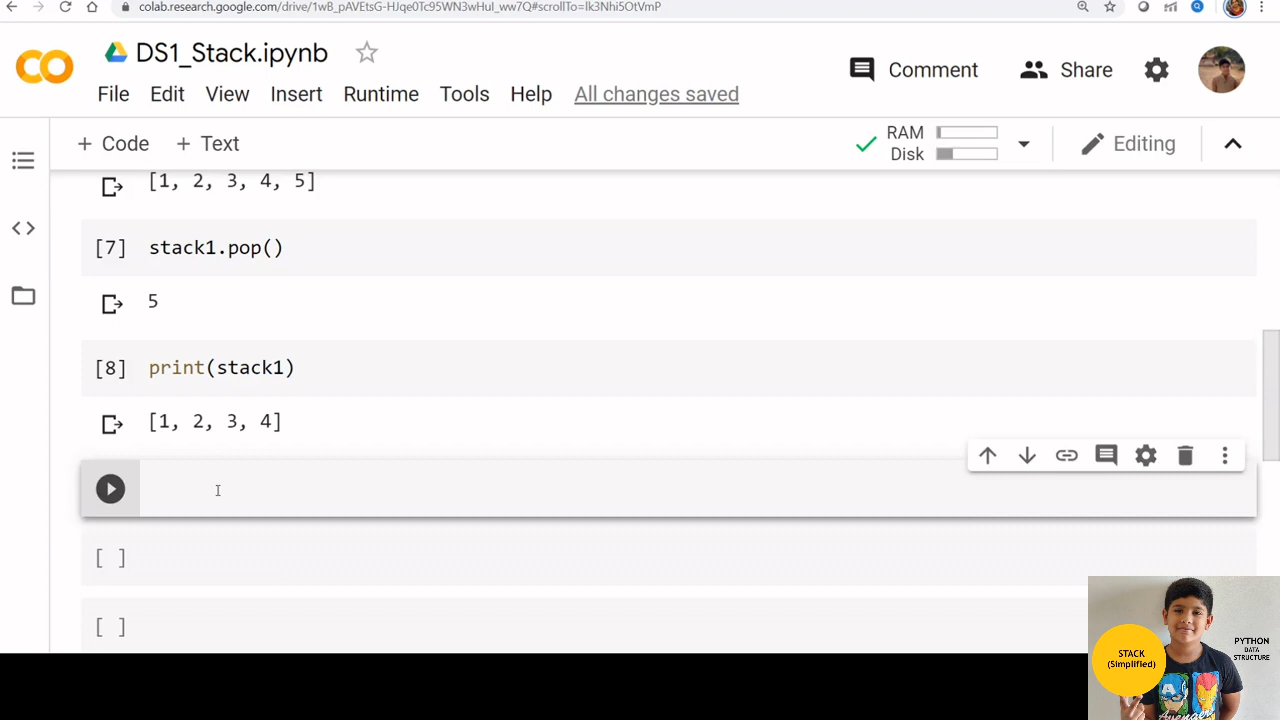 colab.research.google.com/drive/1wB_pAVEtsG-HJqe0Tc95WN3wHul_ww7Q#scrollTo=lk3Nhi5OtVmP
DS1_Stack.ipynb
Comment
Share
File Edit View Insert Runtime Tools Help All changes saved
+ Code + Text
RAM
Disk
Editing
[1, 2, 3, 4, 5]
[7] stack1.pop()
5
[8] print(stack1)
[1, 2, 3, 4]
[ ]
[ ]
STACK
(Simplified)
PYTHON
DATA
STRUCTURE